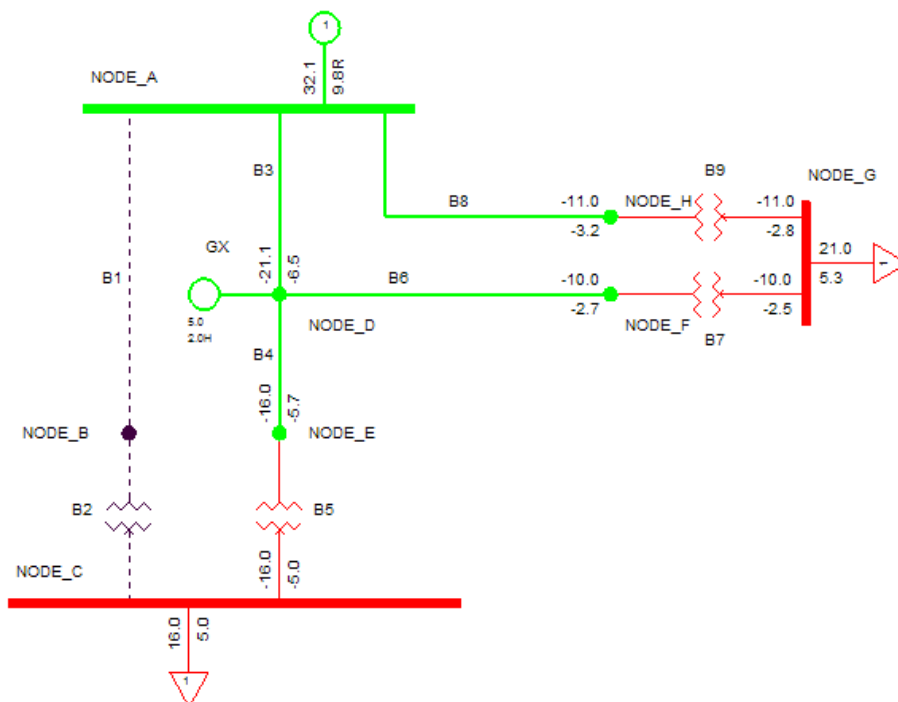 1
32.1
9.8R
NODE_A
B3
B9
NODE_G
B8
-11.0
NODE_H
-11.0
-3.2
-2.8
GX
-21.1
-6.5
21.0
1
5.3
B1
B6
-10.0
-10.0
-2.7
-2.5
5.0
2.0H
NODE_D
NODE_F
B7
B4
-16.0
-5.7
NODE_B
NODE_E
B2
B5
-16.0
-5.0
NODE_C
16.0
5.0
1